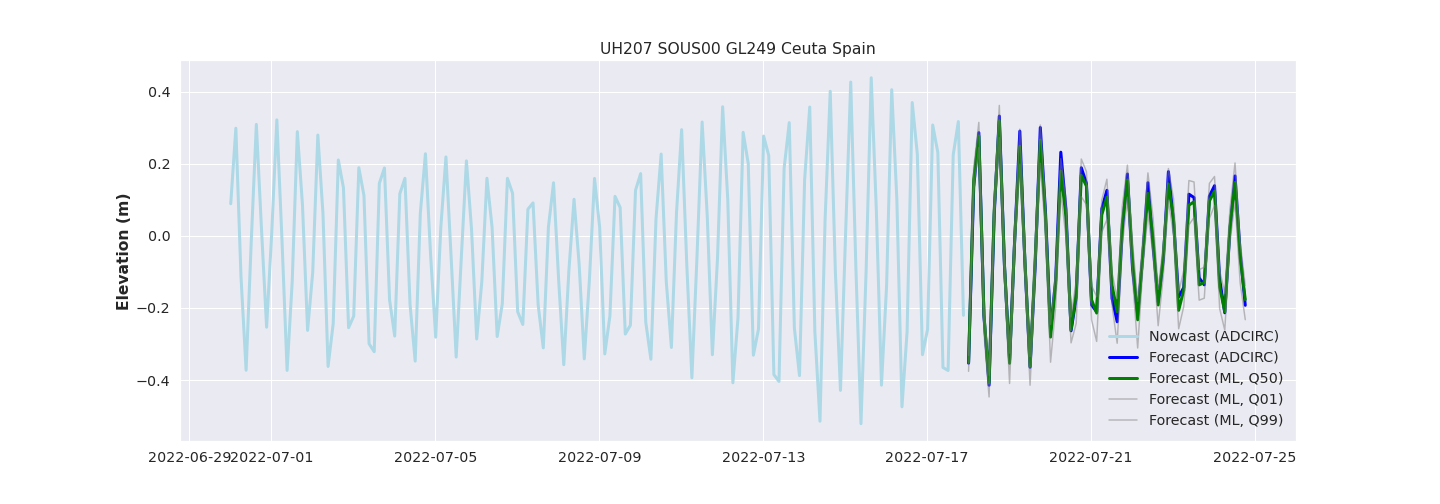 UH207 SOUS00 GL249 Ceuta Spain
Elevation (m)
0.4
0.2
0.0
−0.2
−0.4
Nowcast (ADCIRC)
Forecast (ADCIRC)
Forecast (ML, Q50)
Forecast (ML, Q01)
Forecast (ML, Q99)
2022-06-29 2022-07-01 2022-07-05 2022-07-09 2022-07-13 2022-07-17 2022-07-21 2022-07-25